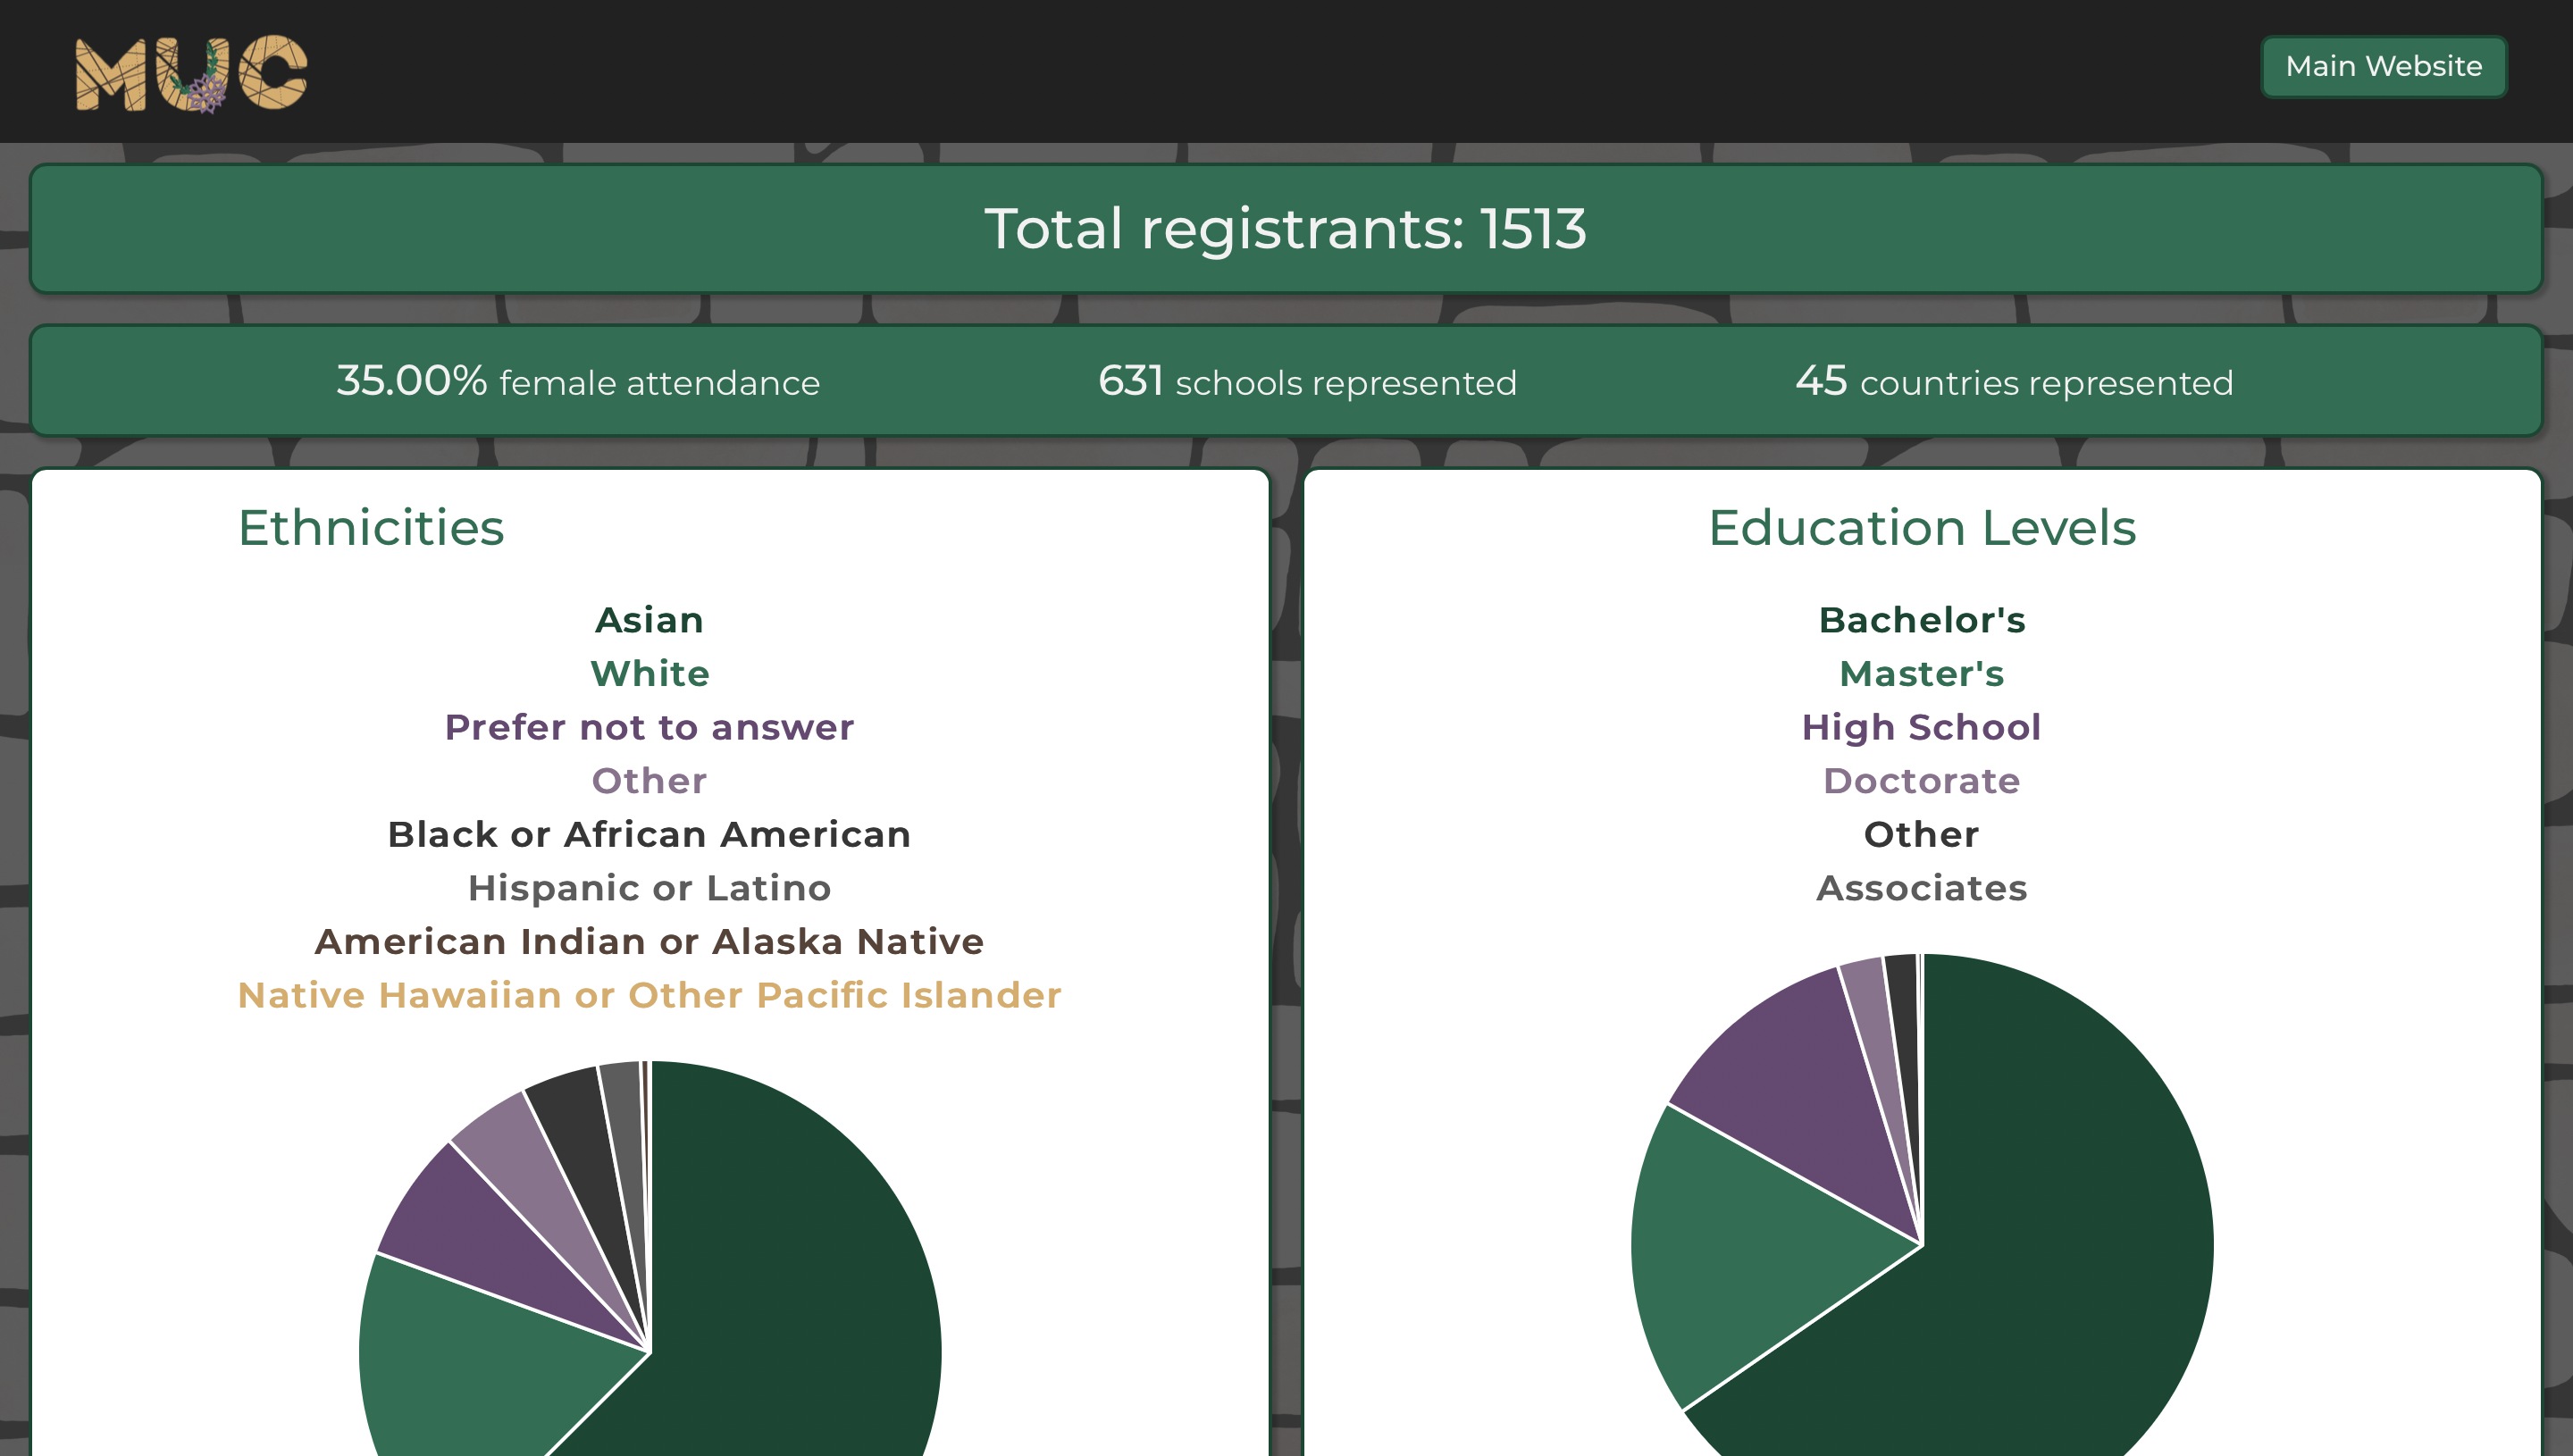 MUC
Main Website
Total registrants: 1513
35.00% female attendance
631 schools represented
45 countries represented
Ethnicities
Asian
White
Prefer not to answer
Other
Black or African American
Hispanic or Latino
American Indian or Alaska Native
Native Hawaiian or Other Pacific Islander
Education Levels
Bachelor's
Master's
High School
Doctorate
Other
Associates